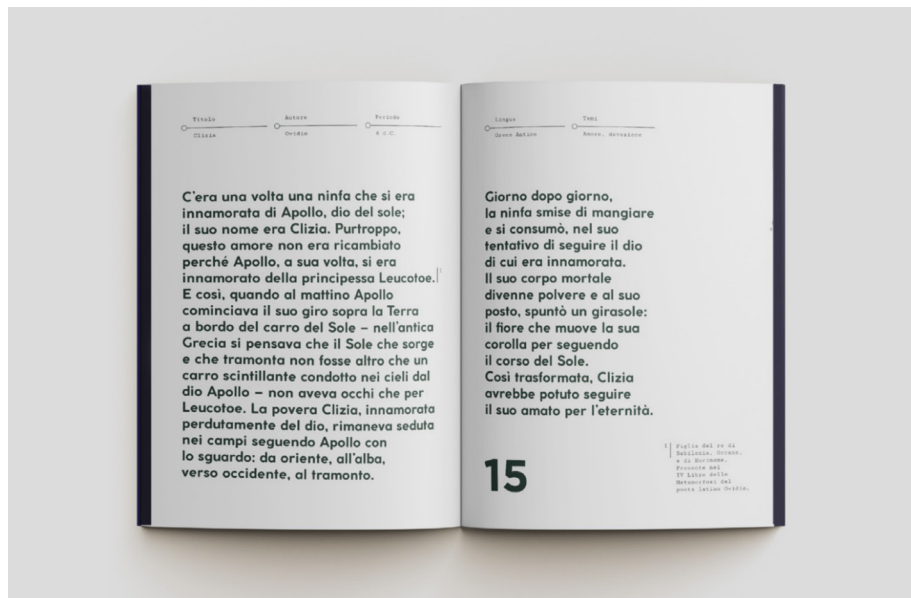 Titolo
Clizia
Autore
Ovidio
Periodo
8 d.C.
C'era una volta una ninfa che si era
innamorata di Apollo, dio del sole;
il suo nome era Clizia. Purtroppo,
questo amore non era ricambiato
perché Apollo, a sua volta, si era
innamorato della principessa Leucotoe.
E così, quando al mattino Apollo
cominciava il suo giro sopra la Terra
a bordo del carro del Sole – nell'antica
Grecia si pensava che il Sole che sorge
e che tramonta non fosse altro che un
carro scintillante condotto nei cieli dal
dio Apollo – non aveva occhi che per
Leucotoe. La povera Clizia, innamorata
perdutamente del dio, rimaneva seduta
nei campi seguendo Apollo con
lo sguardo: da oriente, all'alba,
verso occidente, al tramonto.
Lingua
Greco Antico
Temi
Amore, devozione
Giorno dopo giorno,
la ninfa smise di mangiare
e si consumò, nel suo
tentativo di seguire il dio
di cui era innamorata.
Il suo corpo mortale
divenne polvere e al suo
posto, spuntò un girasole:
il fiore che muove la sua
corolla per seguendo
il corso del Sole.
Così trasformata, Clizia
avrebbe potuto seguire
il suo amato per l'eternità.
15
Figlia del re di
Babilonia, Orcamo,
e di Eurinome.
Presente nel
IV Libro delle
Metamorfosi del
poeta latino Ovidio.